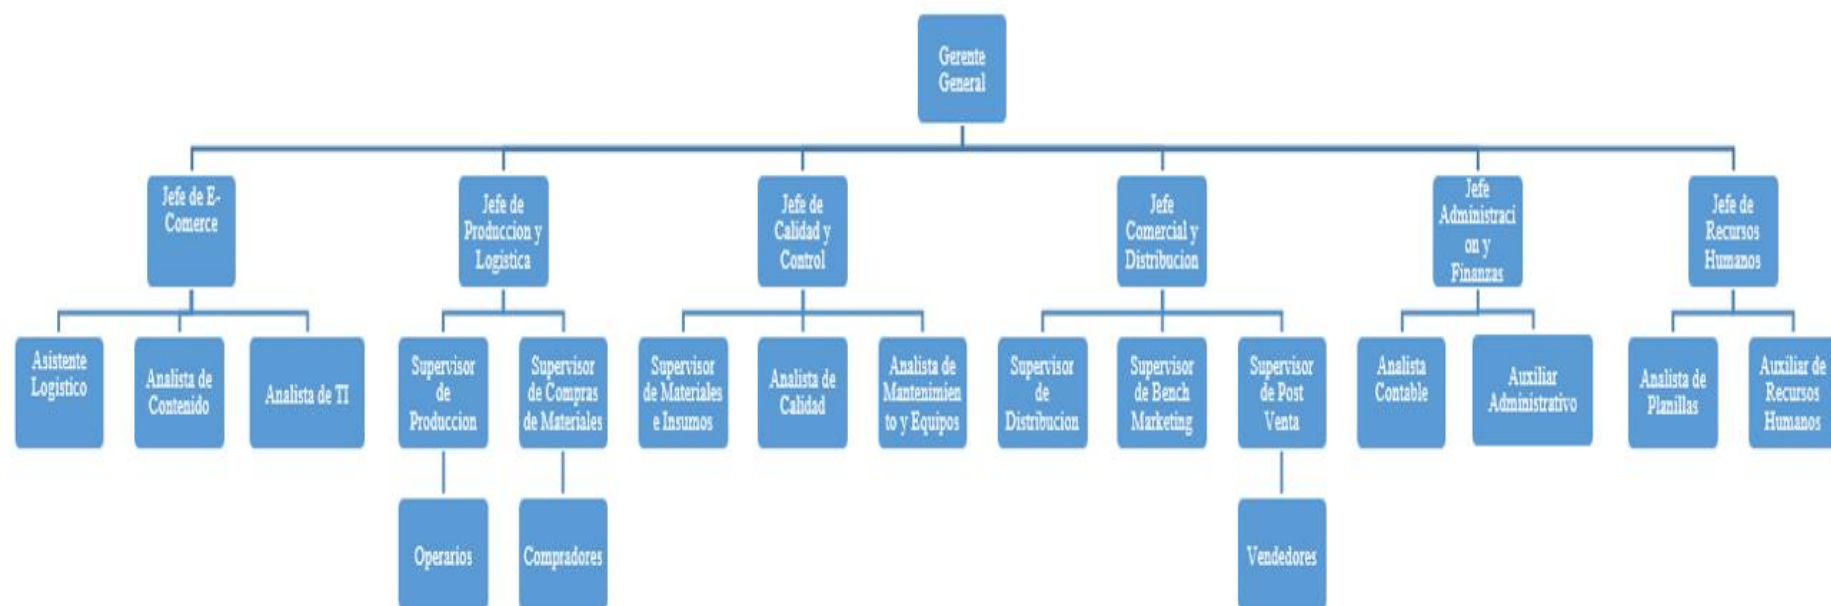 Gerente
General
Jefe de E-
Comerce
Jefe de
Produccion y
Logistica
Jefe de
Calidad y
Control
Jefe
Comercial y
Distribucion
Jefe
Administraci
on y
Finanzas
Jefe de
Recursos
Humanos
Asistente
Logistico
Analista de
Contenido
Analista de TI
Supervisor
de
Produccion
Supervisor
de Compras
de Materiales
Supervisor
de Materiales
e Insumos
Analista de
Calidad
Analista de
Mantenimien
to y Equipos
Supervisor
de
Distribucion
Supervisor
de Bench
Marketing
Supervisor
de Post
Venta
Analista
Contable
Auxiliar
Administrativo
Analista de
Planillas
Auxiliar de
Recursos
Humanos
Operarios
Compradores
Vendedores